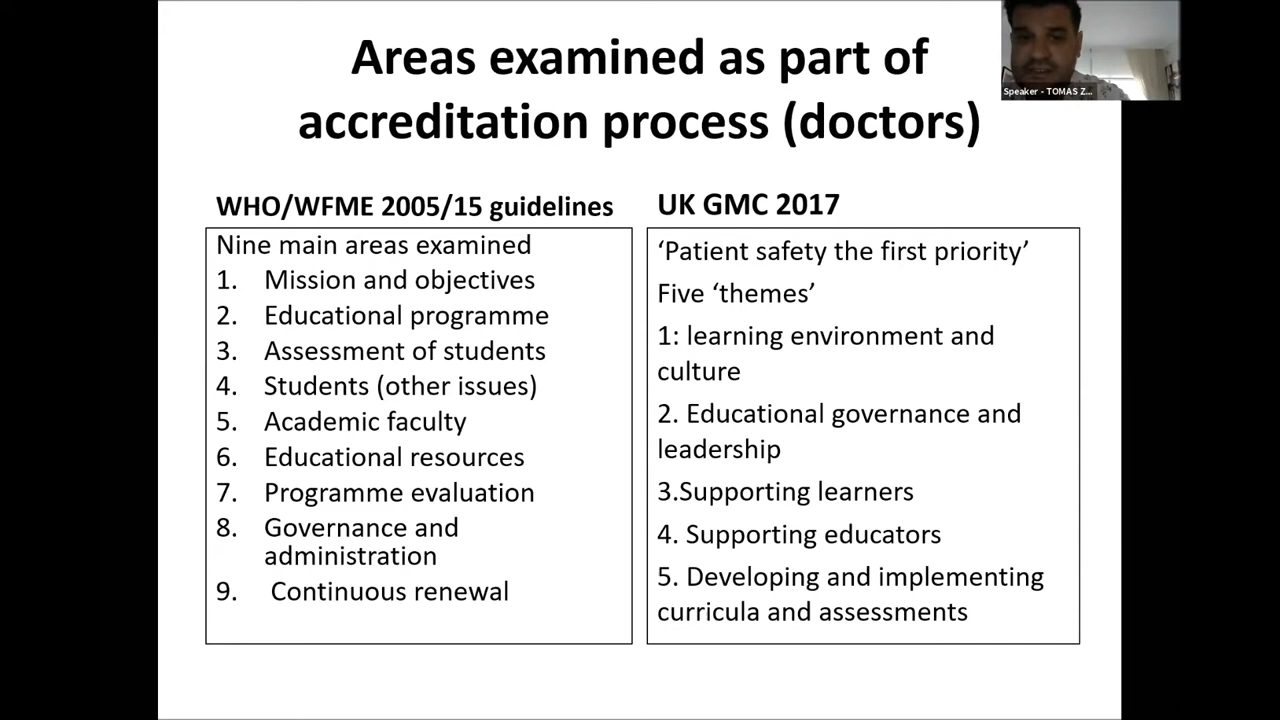 Areas examined as part of
accreditation process (doctors)
Speaker - TOMAS Z...
WHO/WFME 2005/15 guidelines
Nine main areas examined
1. Mission and objectives
2. Educational programme
3. Assessment of students
4. Students (other issues)
5. Academic faculty
6. Educational resources
7. Programme evaluation
8. Governance and
administration
9. Continuous renewal
UK GMC 2017
‘Patient safety the first priority’
Five ‘themes’
1: learning environment and
culture
2. Educational governance and
leadership
3.Supporting learners
4. Supporting educators
5. Developing and implementing
curricula and assessments